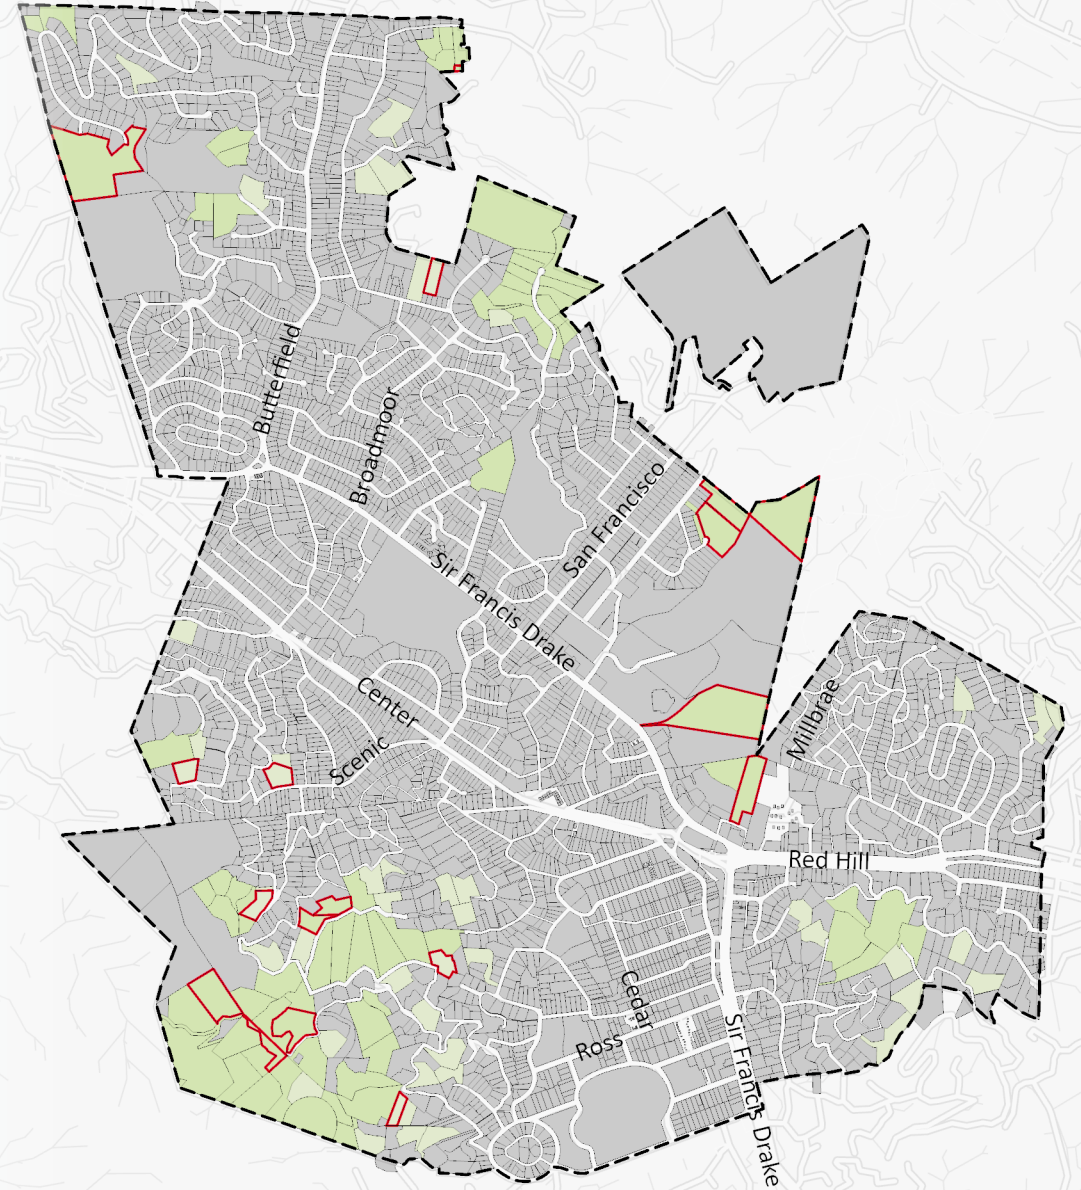 Butterfield
Broadmoor
San Francisco
Sir Francis Drake
Center
Scenic
Millbrae
Red Hill
Cedar
Ross
Sir Francis Drake